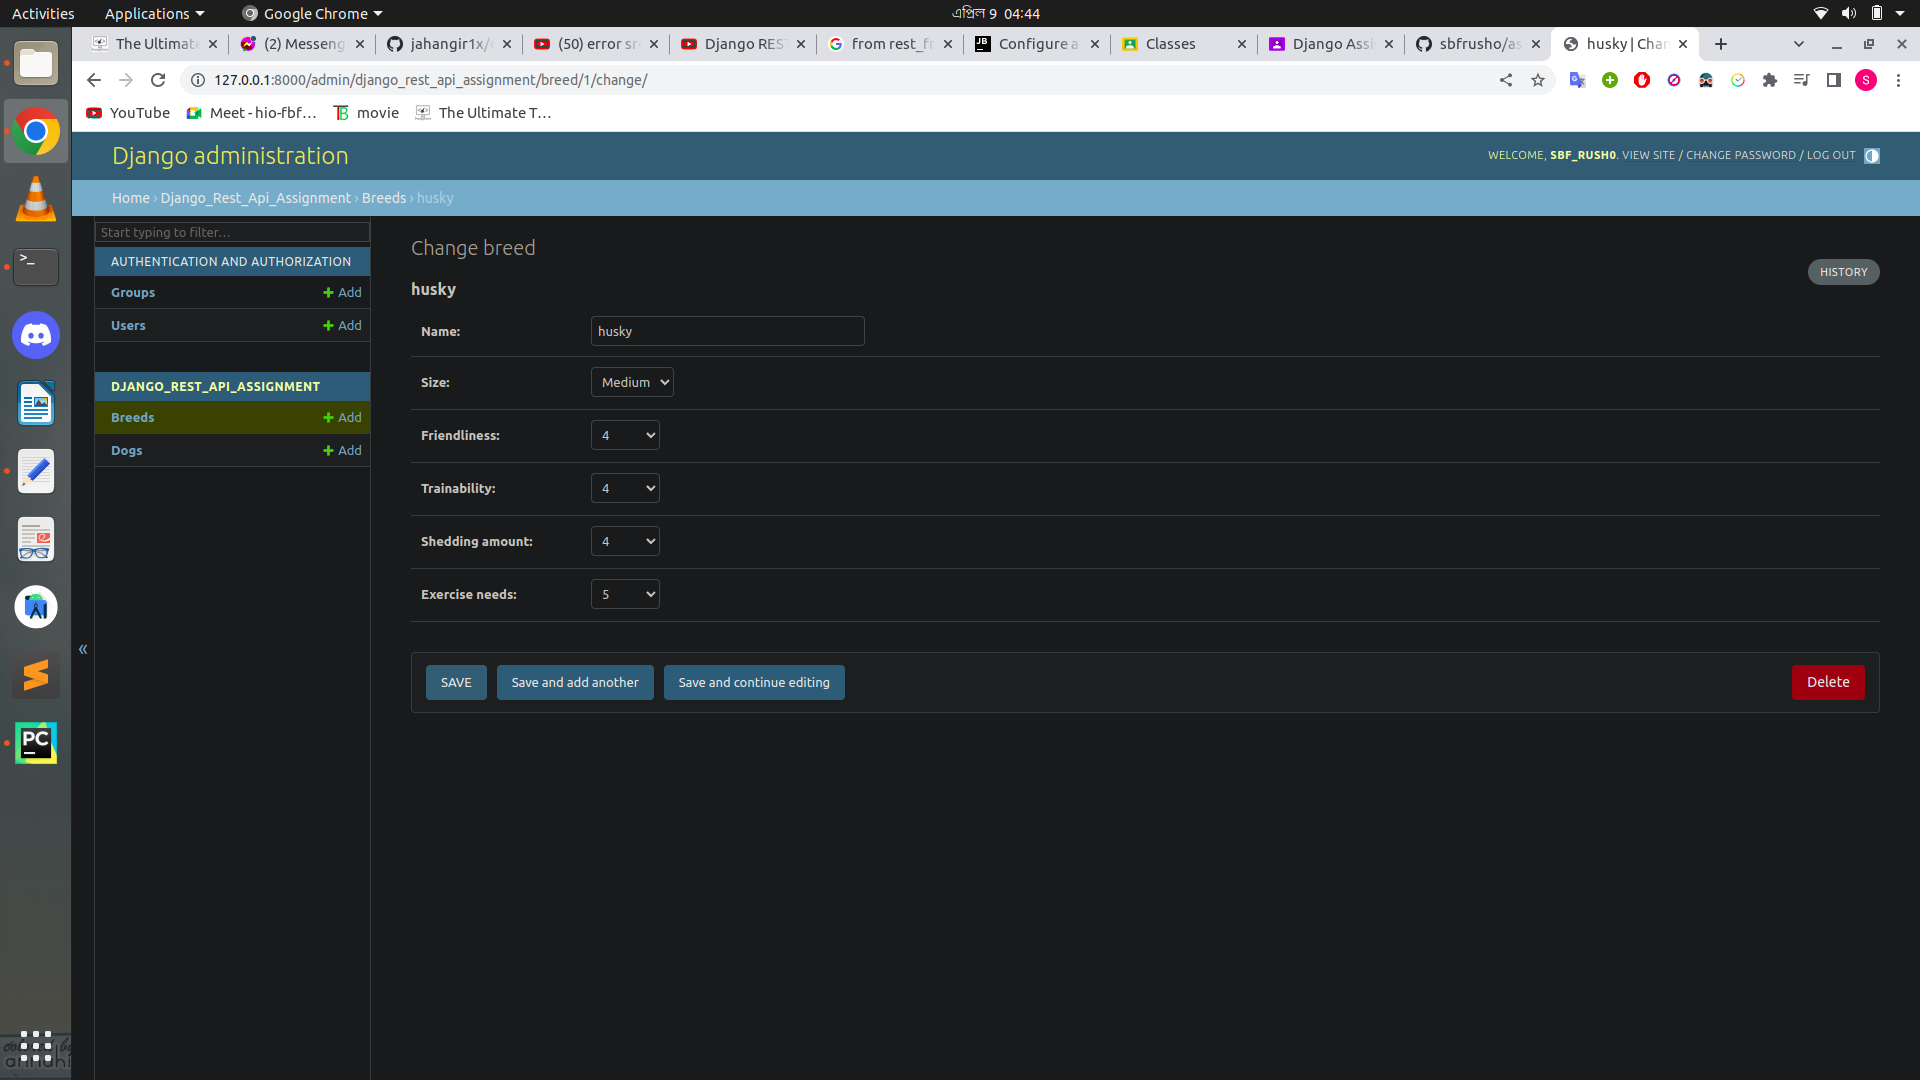 Activities Applications Google Chrome এপ্রিল 9 04:44
The Ultimat (2) Messeng jahangir1x/ (50) error sr Django RES from rest_fr Configure a Classes Django Assi sbfrusho/as husky | Chan
127.0.0.1:8000/admin/django_rest_api_assignment/breed/1/change/
S
YouTube Meet - hio-fbf... movie The Ultimate T...
Django administration
WELCOME, SBF_RUSH0. VIEW SITE / CHANGE PASSWORD / LOG OUT
Home › Django_Rest_Api_Assignment › Breeds › husky
Start typing to filter...
AUTHENTICATION AND AUTHORIZATION
Groups + Add
Users + Add
DJANGO_REST_API_ASSIGNMENT
Breeds + Add
Dogs + Add
«
Change breed
HISTORY
husky
Name: husky
Size: Medium
Friendliness: 4
Trainability: 4
Shedding amount: 4
Exercise needs: 5
SAVE Save and add another Save and continue editing Delete
PC